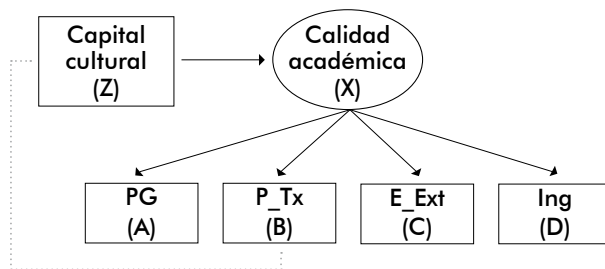 Capital
cultural
(Z)
Calidad
académica
(X)
PG
(A)
P_Tx
(B)
E_Ext
(C)
Ing
(D)